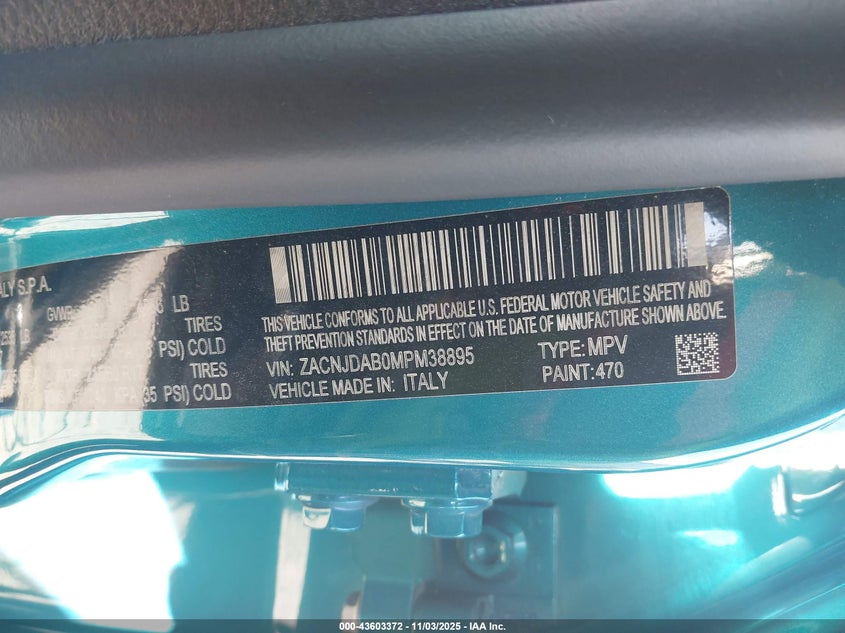 ALY S.P.A.
LB
TIRES
PSI) COLD
TIRES
KPA(35 PSI) COLD
THIS VEHICLE CONFORMS TO ALL APPLICABLE U.S. FEDERAL MOTOR VEHICLE SAFETY AND
THEFT PREVENTION STANDARDS IN EFFECT ON THE DATE OF MANUFACTURE SHOWN ABOVE.
VIN: ZACNJDAB0MPM38895 TYPE: MPV
VEHICLE MADE IN: ITALY PAINT:470
000-43603372 - 11/03/2025 - IAA Inc.